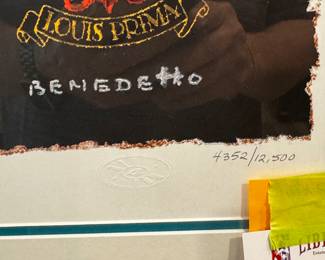 LOUIS PRIMA
BENEDETTO
4352/12,500